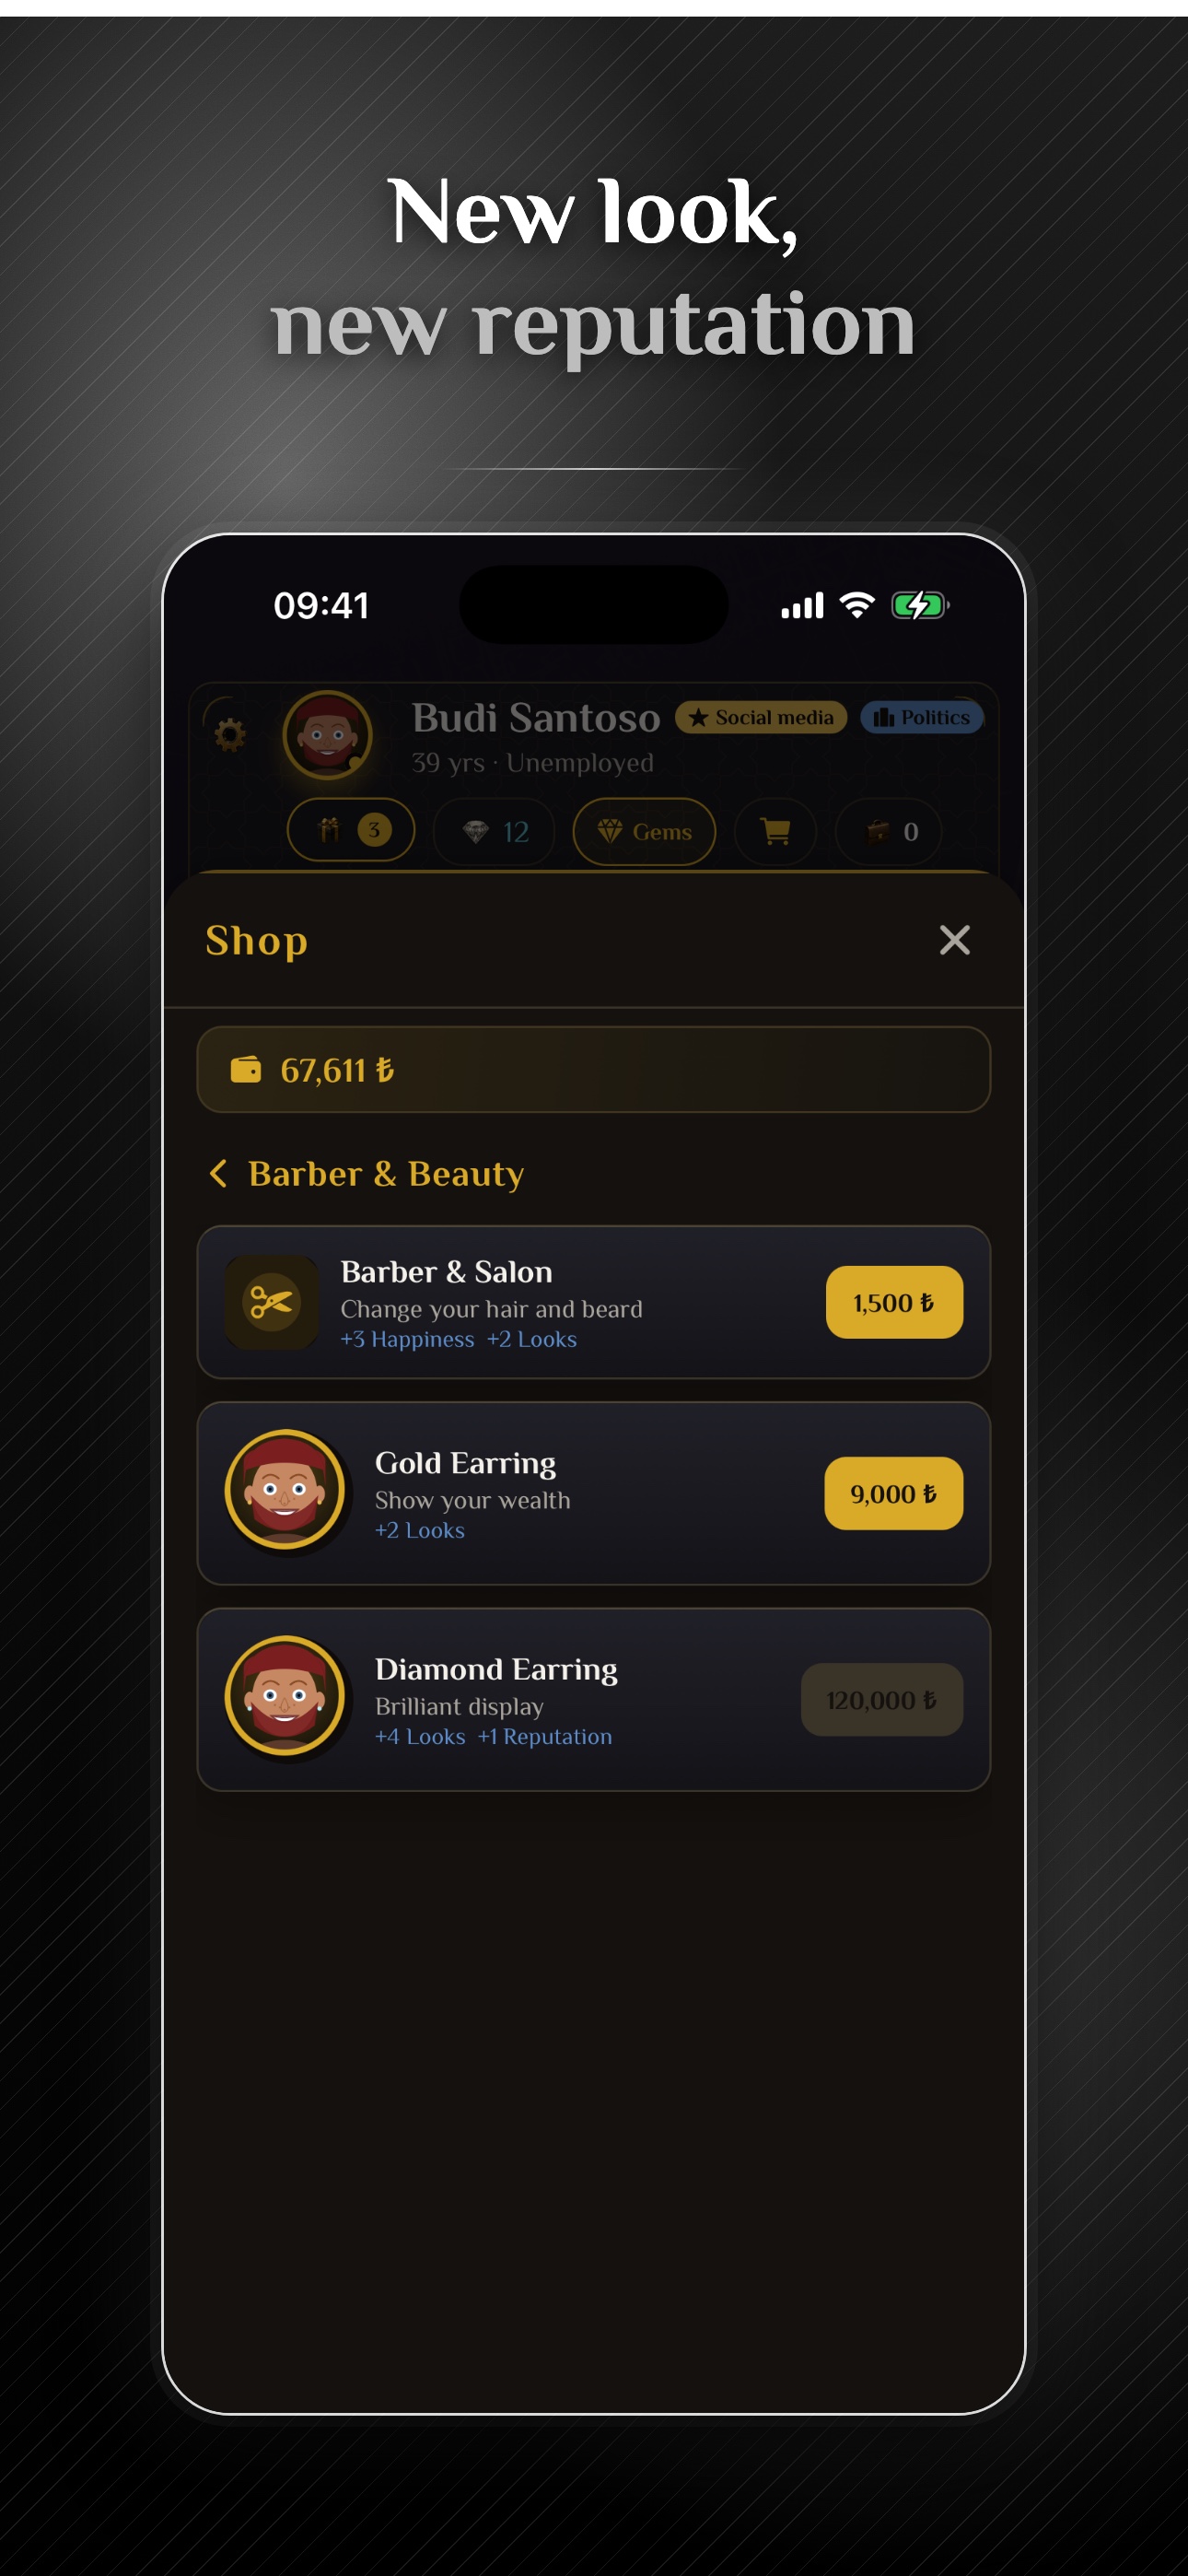 New look,
new reputation
09:41
Budi Santoso
Social media
Politics
39 yrs · Unemployed
3
12
Gems
0
Shop
67,611 ₺
Barber & Beauty
Barber & Salon
Change your hair and beard
+3 Happiness +2 Looks
1,500 ₺
Gold Earring
Show your wealth
+2 Looks
9,000 ₺
Diamond Earring
Brilliant display
+4 Looks +1 Reputation
120,000 ₺